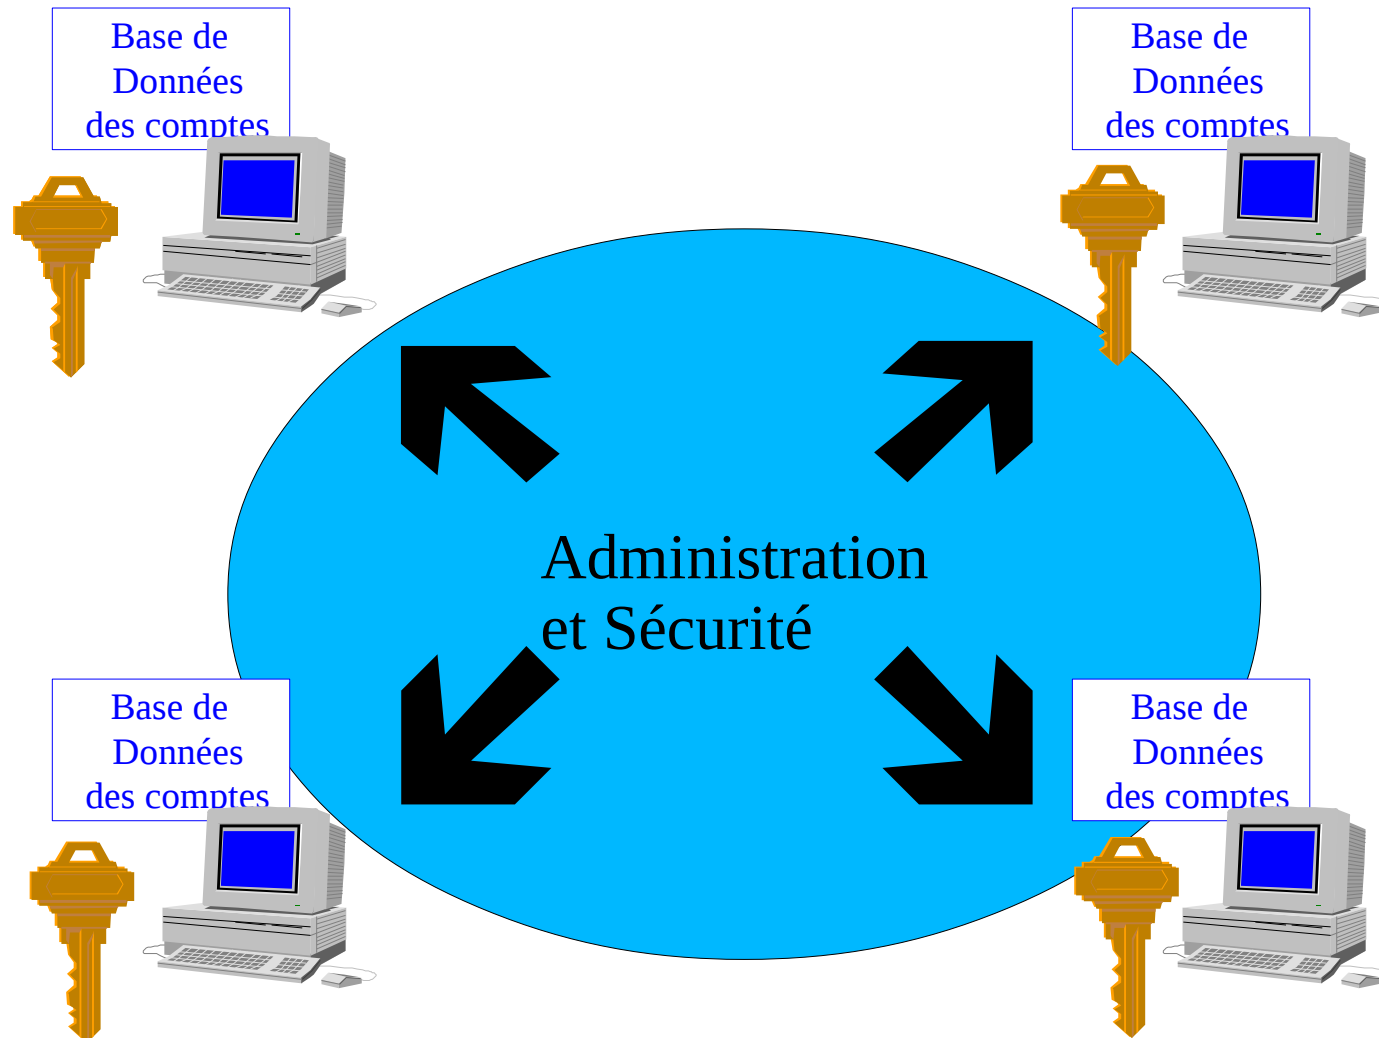 Base de
Données
des comptes
Base de
Données
des comptes
Administration
et Sécurité
Base de
Données
des comptes
Base de
Données
des comptes